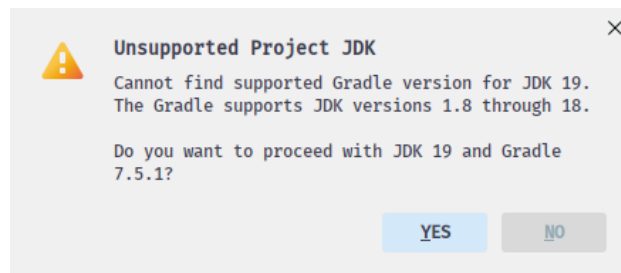 Unsupported Project JDK
Cannot find supported Gradle version for JDK 19.
The Gradle supports JDK versions 1.8 through 18.
Do you want to proceed with JDK 19 and Gradle
7.5.1?
YES
NO